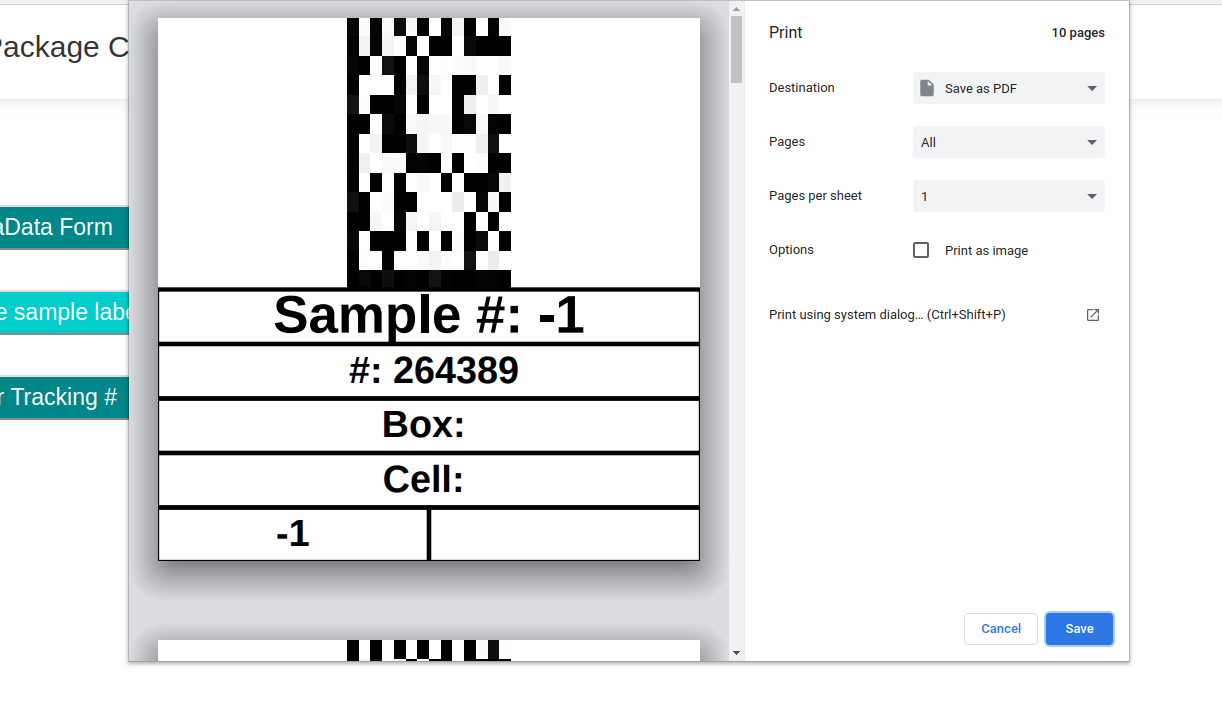 Package C
aData Form
e sample labe
r Tracking #
Sample #: -1
#: 264389
Box:
Cell:
-1
Print
10 pages
Destination
Save as PDF
Pages
All
Pages per sheet
1
Options
Print as image
Print using system dialog... (Ctrl+Shift+P)
Cancel
Save